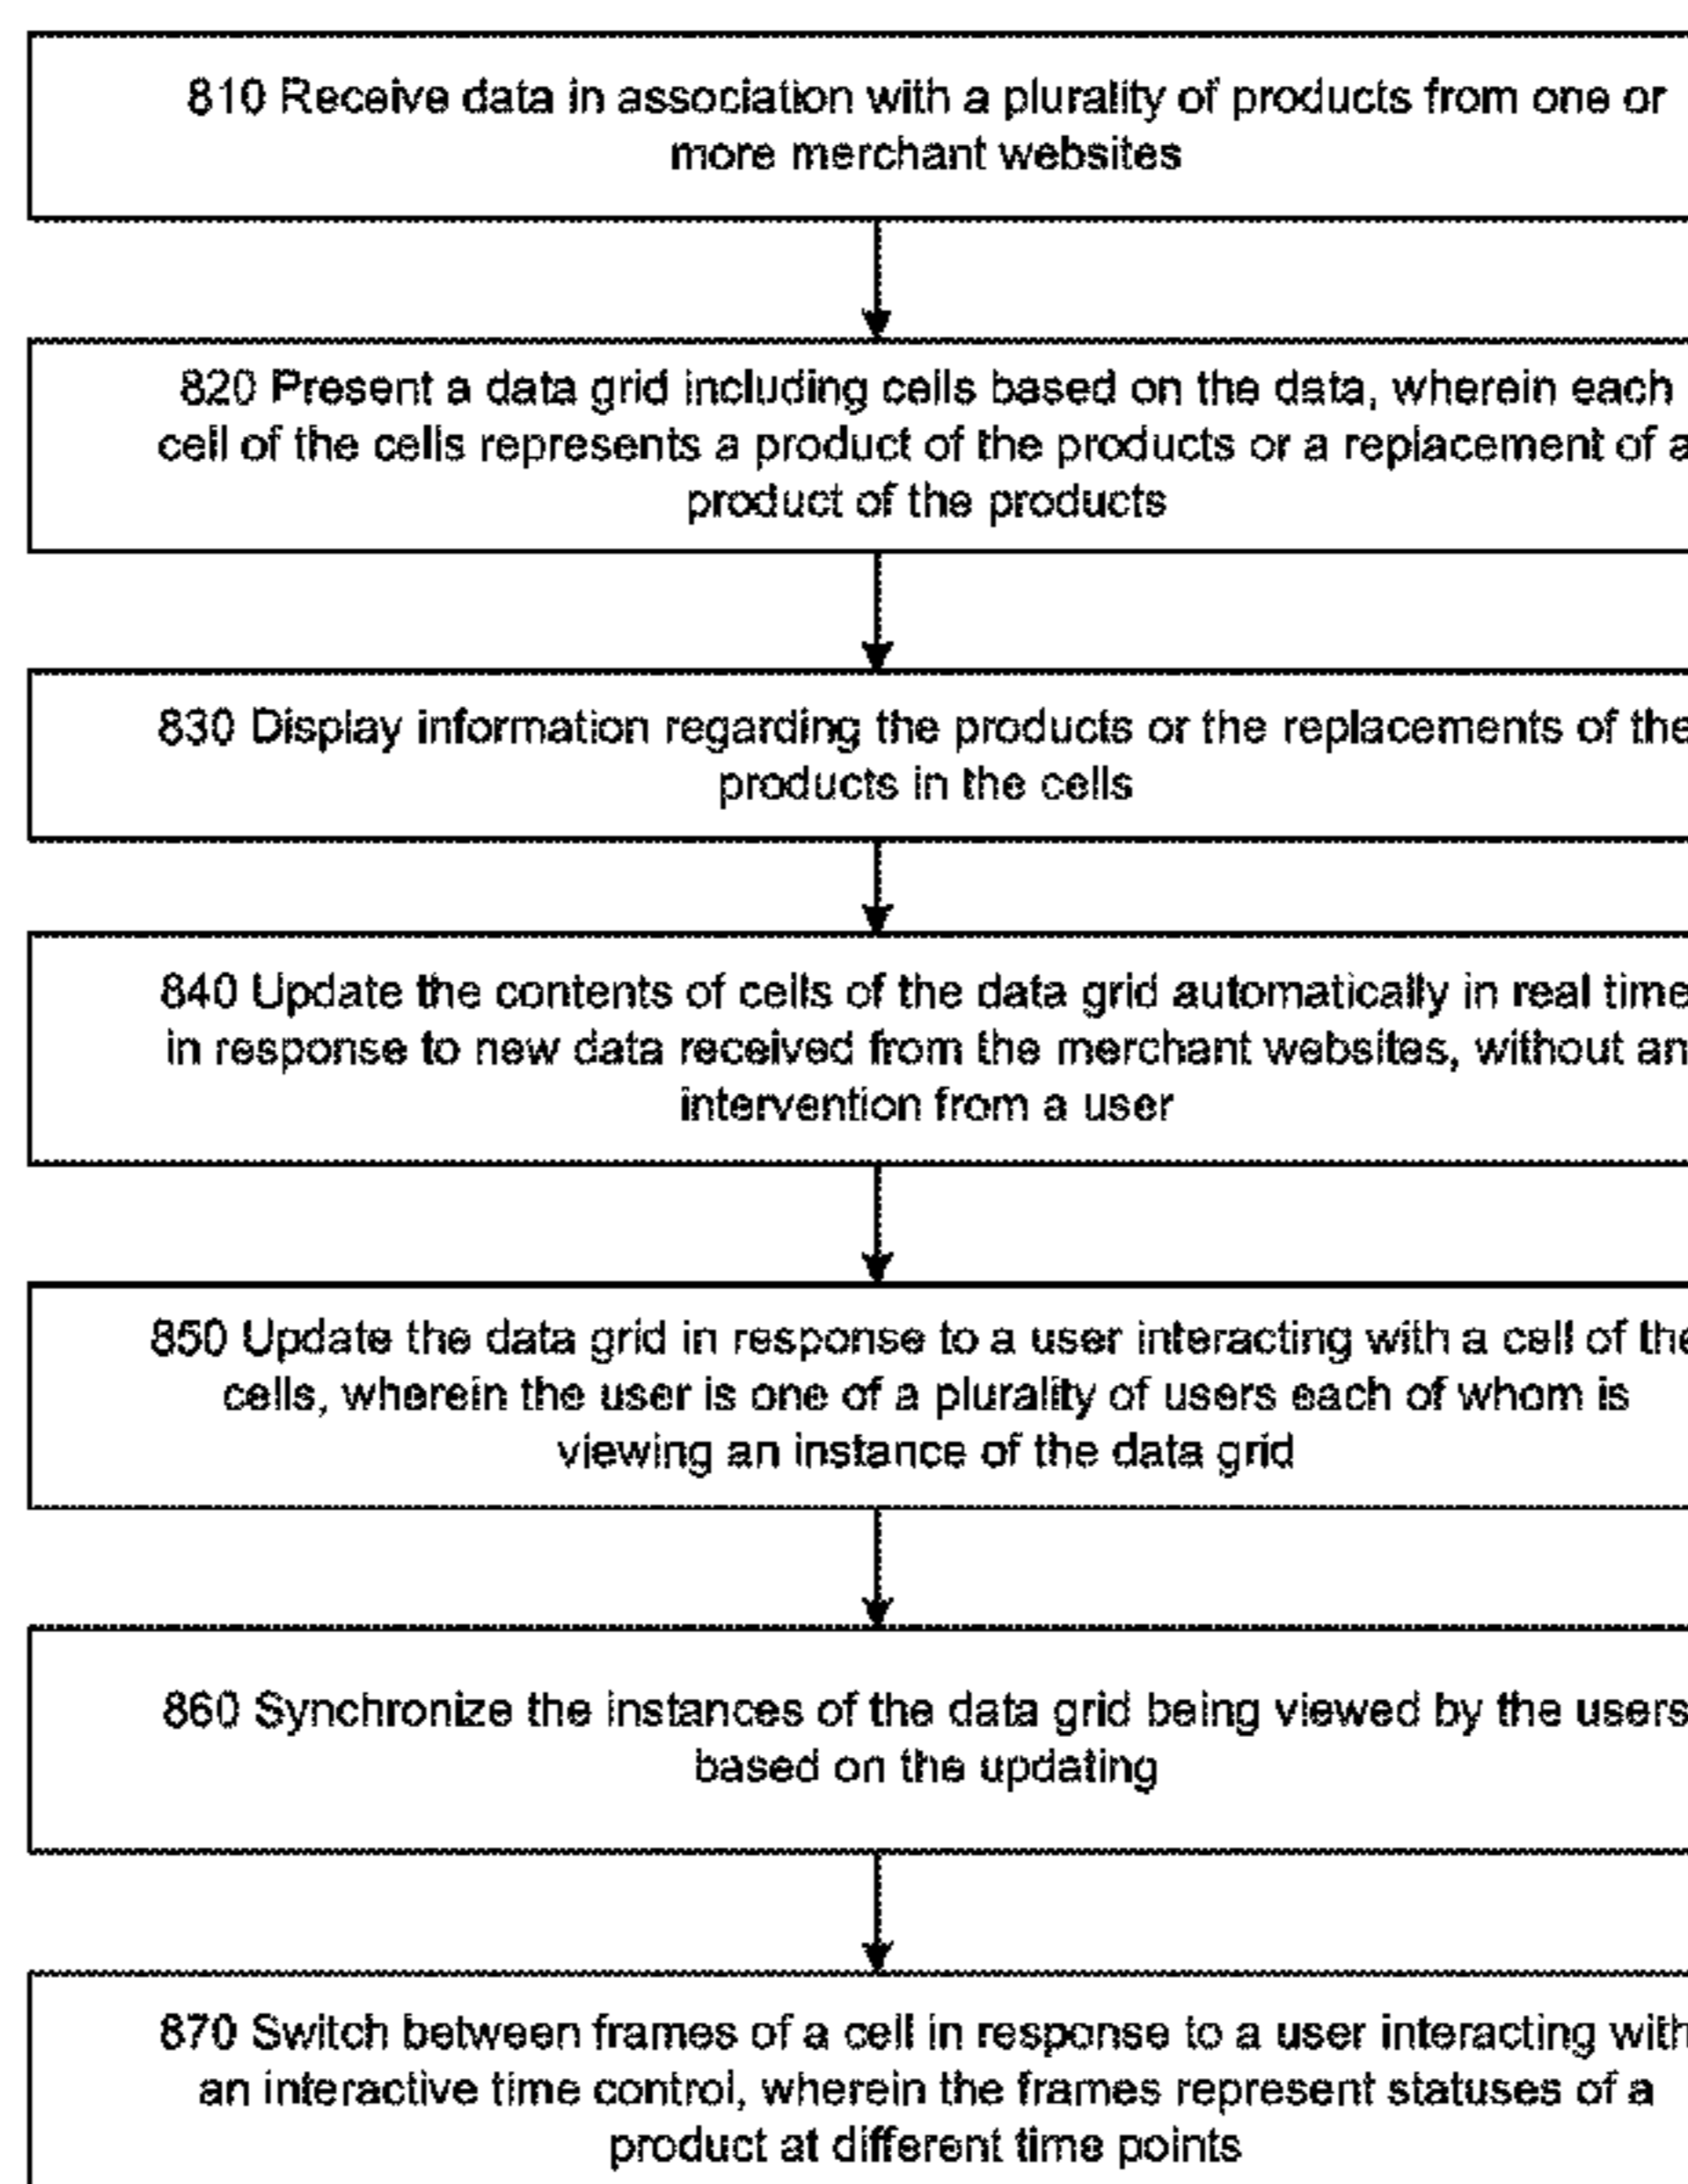 810 Receive data in association with a plurality of products from one or
more merchant websites
820 Present a data grid including cells based on the data, wherein each
cell of the cells represents a product of the products or a replacement of a
product of the products
830 Display information regarding the products or the replacements of the
products in the cells
840 Update the contents of cells of the data grid automatically in real time
in response to new data received from the merchant websites, without an
intervention from a user
850 Update the data grid in response to a user interacting with a cell of the
cells, wherein the user is one of a plurality of users each of whom is
viewing an instance of the data grid
860 Synchronize the instances of the data grid being viewed by the users
based on the updating
870 Switch between frames of a cell in response to a user interacting with
an interactive time control, wherein the frames represent statuses of a
product at different time points